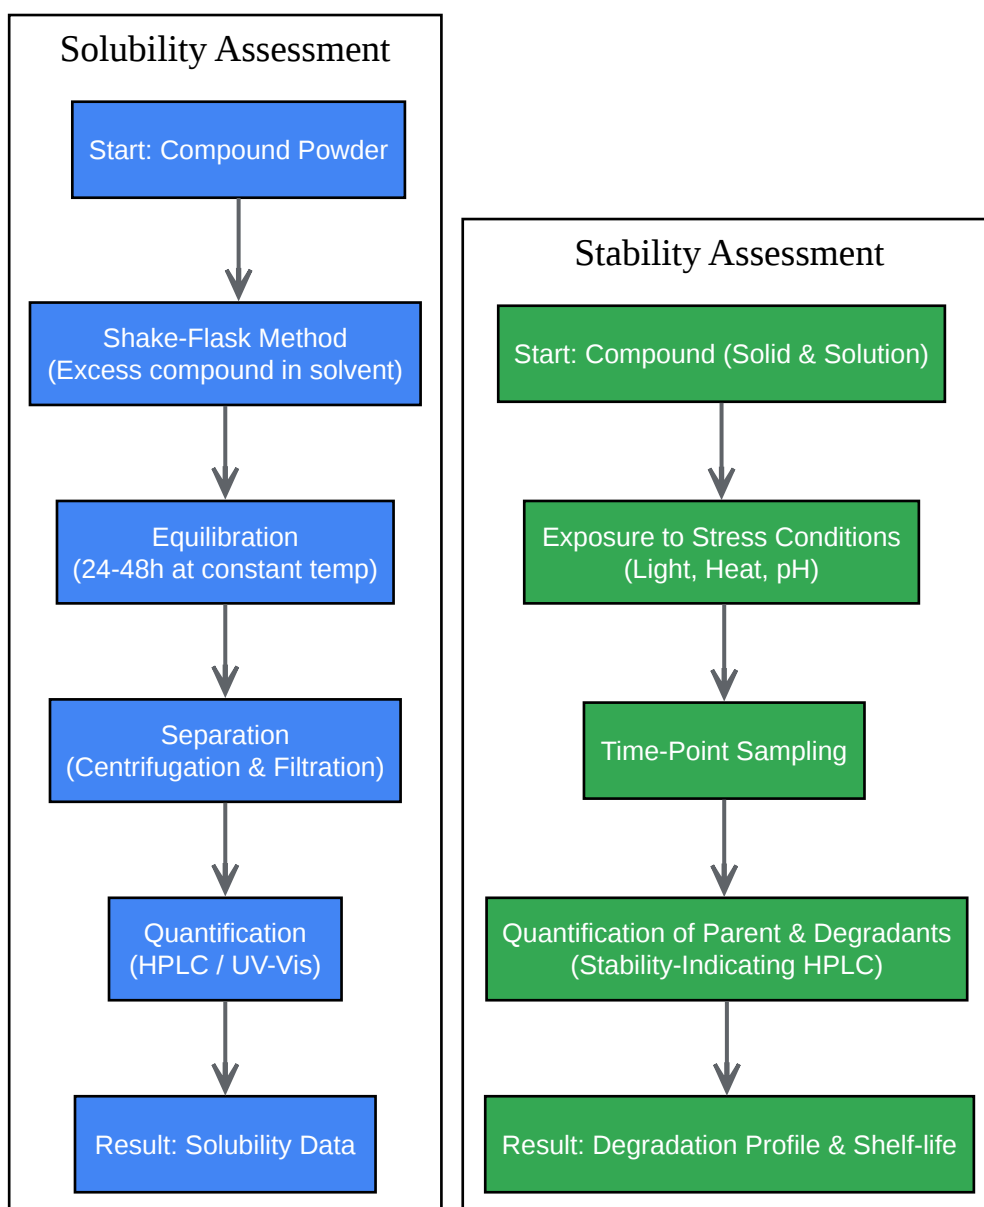 Solubility Assessment
Start: Compound Powder
Shake-Flask Method
(Excess compound in solvent)
Equilibration
(24-48h at constant temp)
Separation
(Centrifugation & Filtration)
Quantification
(HPLC / UV-Vis)
Result: Solubility Data
Stability Assessment
Start: Compound (Solid & Solution)
Exposure to Stress Conditions
(Light, Heat, pH)
Time-Point Sampling
Quantification of Parent & Degradants
(Stability-Indicating HPLC)
Result: Degradation Profile & Shelf-life